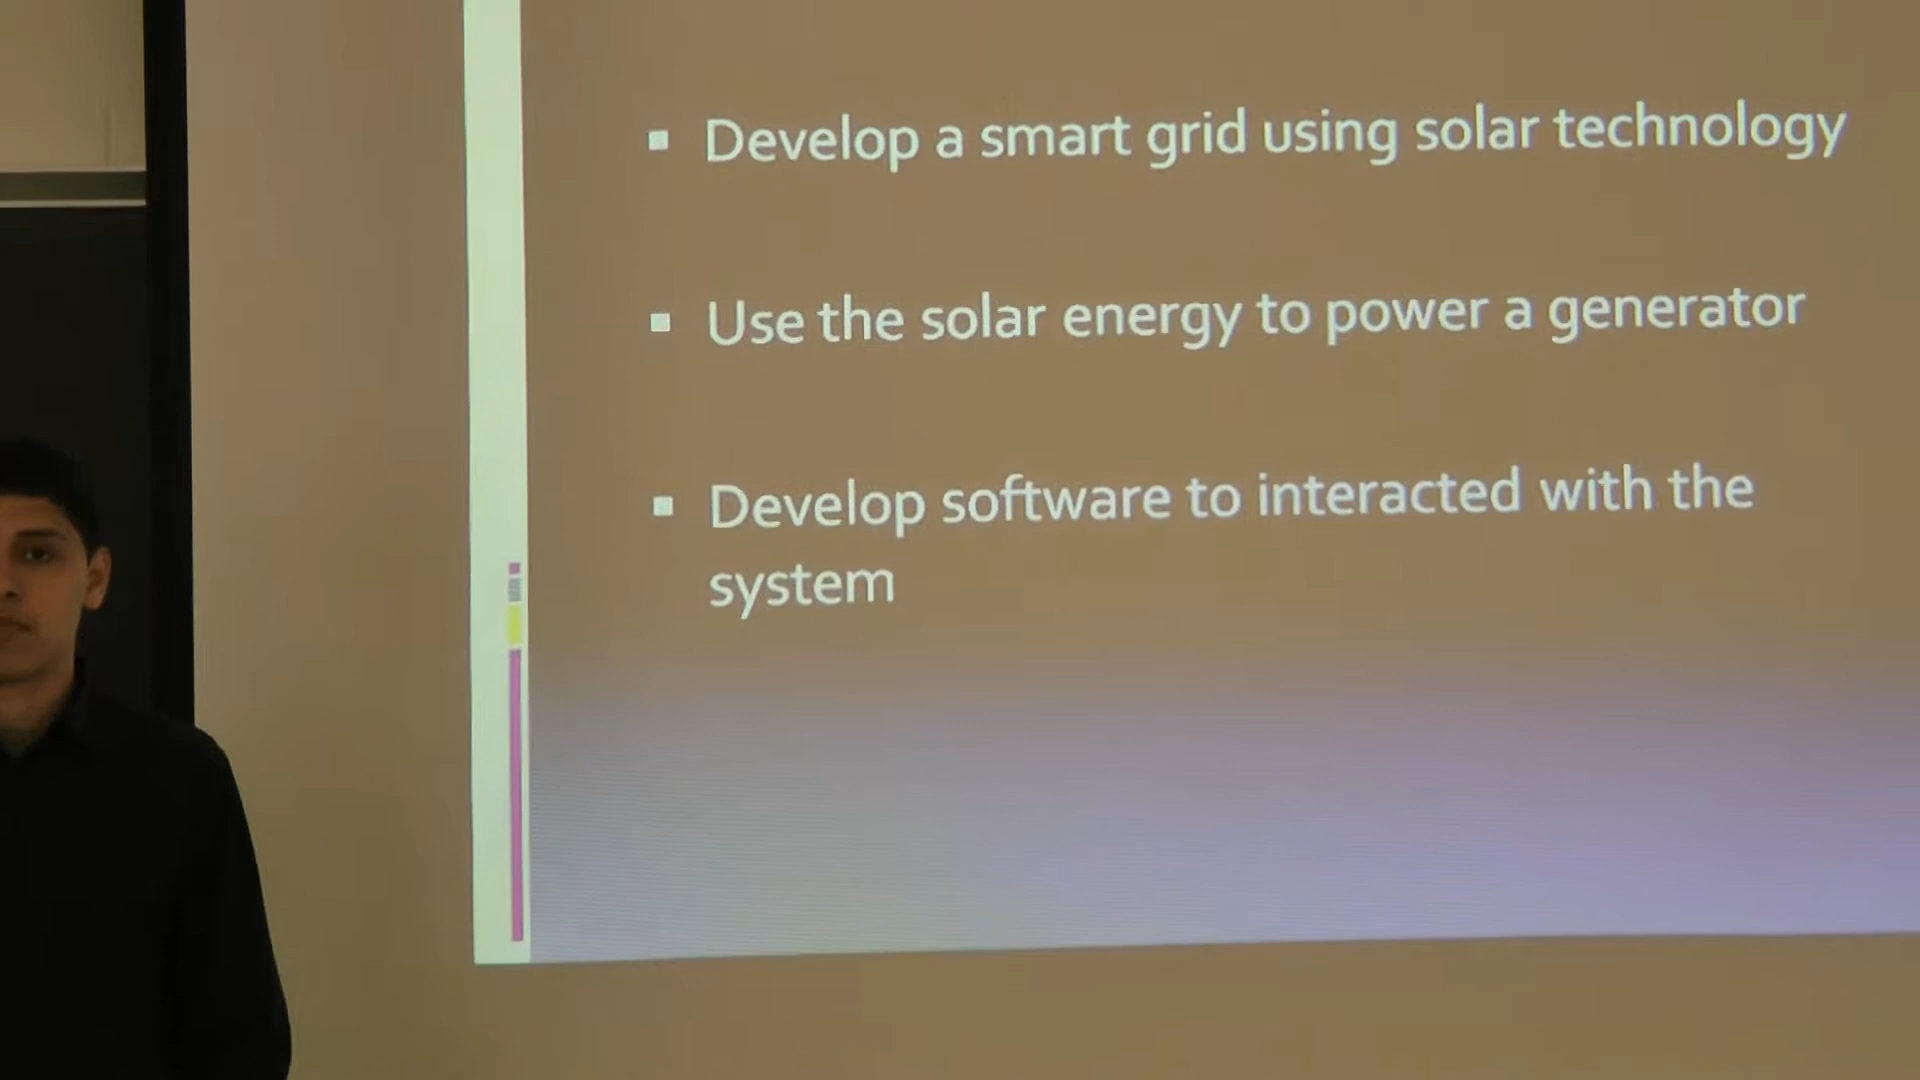 ▪ Develop a smart grid using solar technology
▪ Use the solar energy to power a generator
▪ Develop software to interacted with the
system